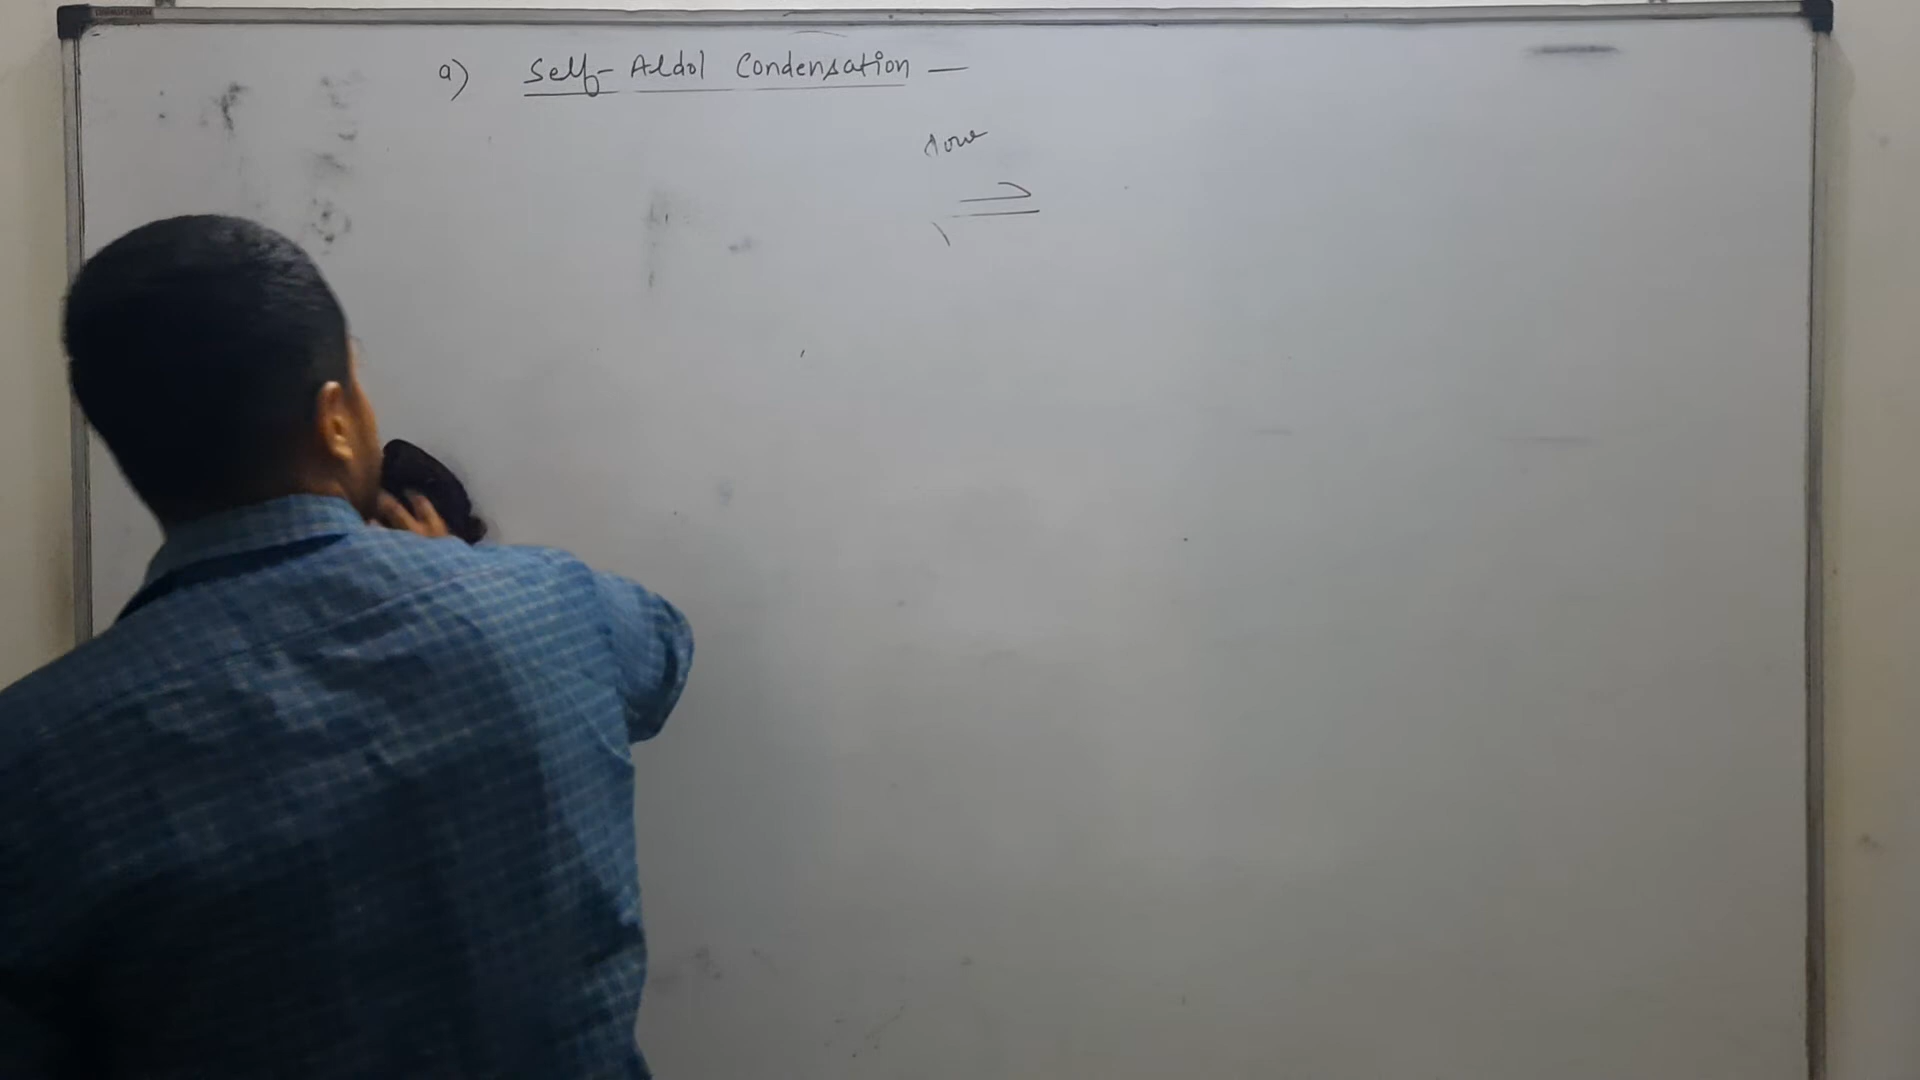 a) Self-Aldol Condensation —